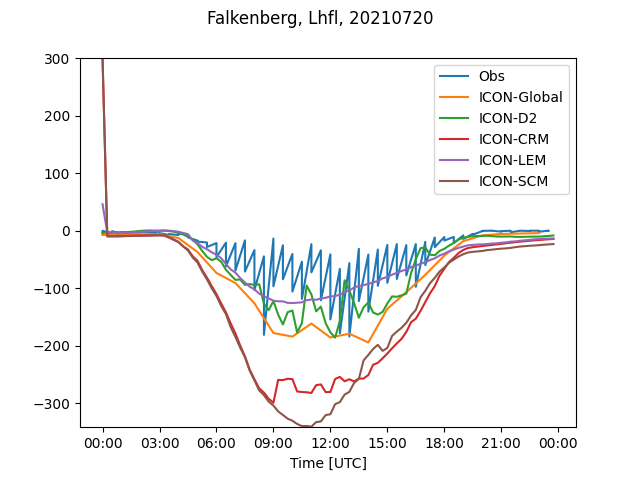 Falkenberg, Lhfl, 20210720
300
200
100
0
−100
−200
−300
Obs
ICON-Global
ICON-D2
ICON-CRM
ICON-LEM
ICON-SCM
00:00 03:00 06:00 09:00 12:00 15:00 18:00 21:00 00:00
Time [UTC]